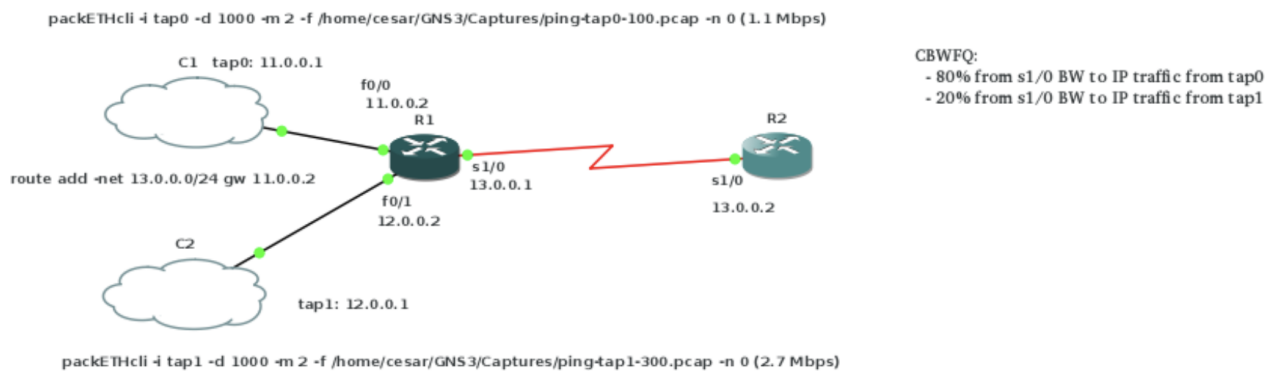 packETHcli -i tap0 -d 1000 -m 2 -f /home/cesar/GNS3/Captures/ping-tap0-100.pcap -n 0 (1.1 Mbps)
CBWFQ:
- 80% from s1/0 BW to IP traffic from tap0
- 20% from s1/0 BW to IP traffic from tap1
C1 tap0: 11.0.0.1
f0/0
11.0.0.2
R1
R2
s1/0
13.0.0.1
s1/0
13.0.0.2
route add -net 13.0.0.0/24 gw 11.0.0.2
f0/1
12.0.0.2
C2
tap1: 12.0.0.1
packETHcli -i tap1 -d 1000 -m 2 -f /home/cesar/GNS3/Captures/ping-tap1-300.pcap -n 0 (2.7 Mbps)